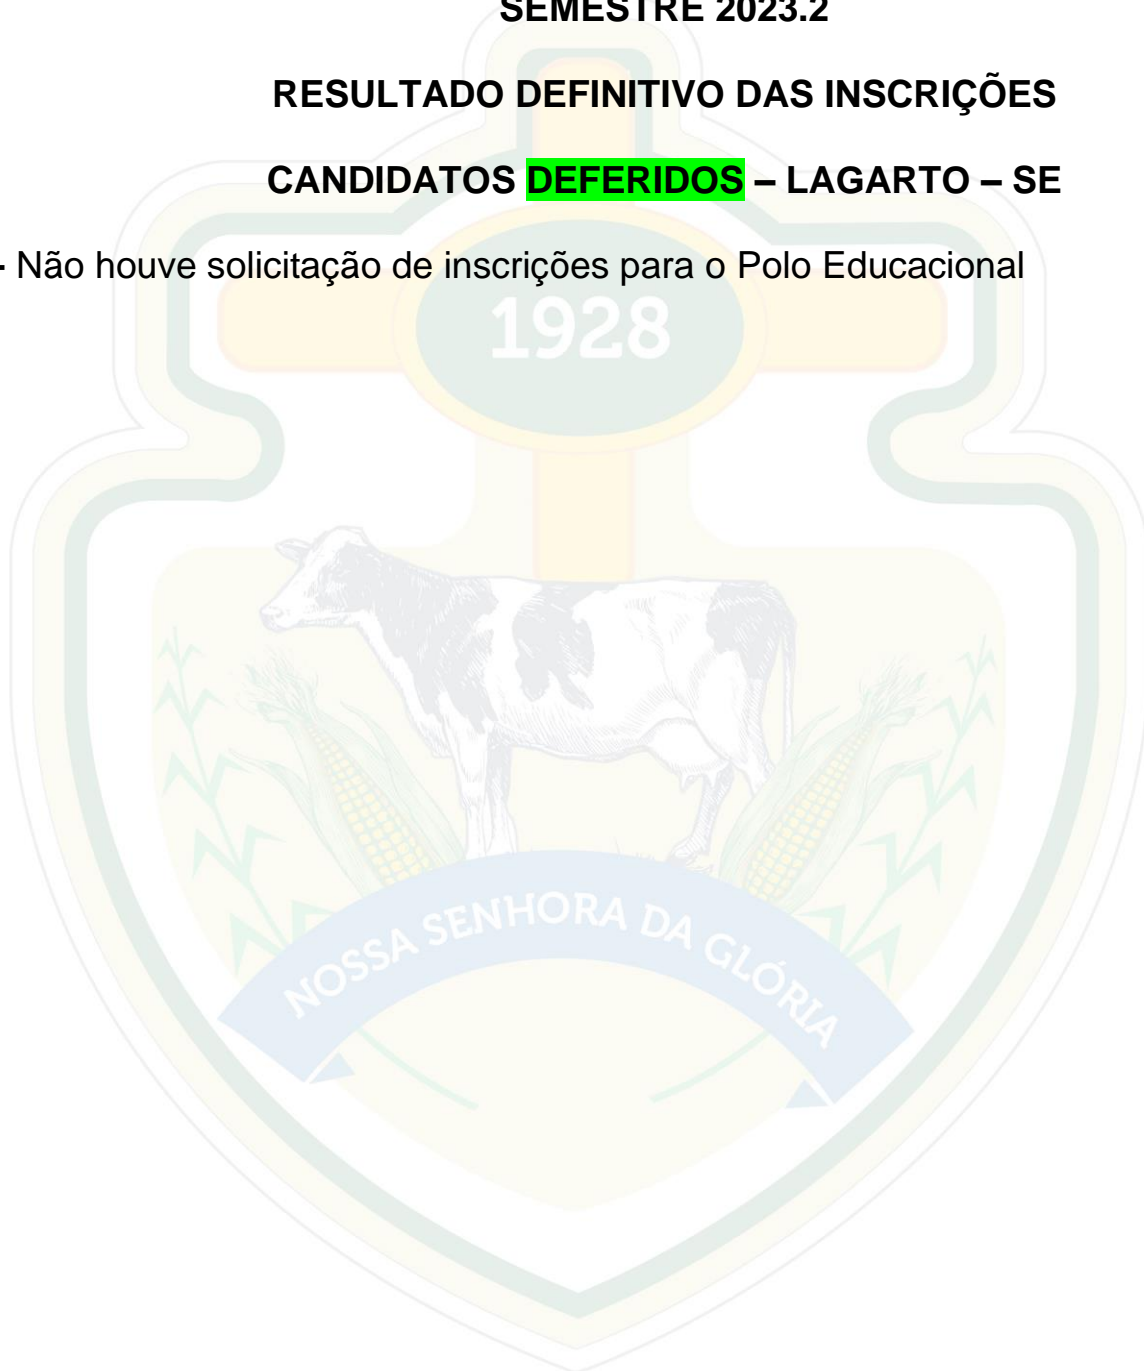 SEMESTRE 2023.2
RESULTADO DEFINITIVO DAS INSCRIÇÕES
CANDIDATOS DEFERIDOS – LAGARTO – SE
- Não houve solicitação de inscrições para o Polo Educacional
1928
NOSSA SENHORA DA GLÓRIA